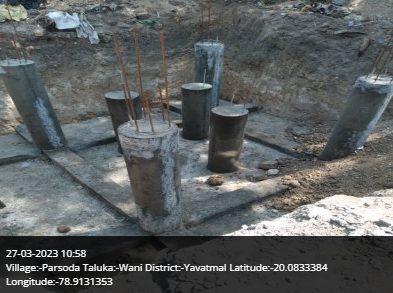 27-03-2023 10:58
Village:-Parsoda Taluka:-Wani District:-Yavatmal Latitude:-20.0833384
Longitude:-78.9131353